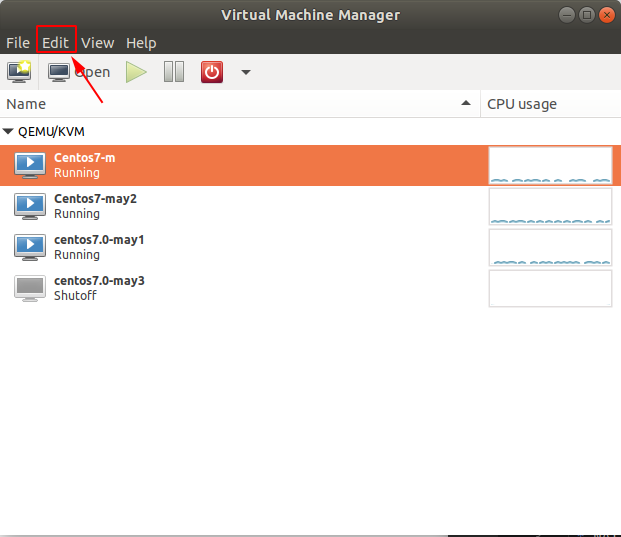 Virtual Machine Manager
File Edit View Help
Open
Name CPU usage
QEMU/KVM
Centos7-m
Running
Centos7-may2
Running
centos7.0-may1
Running
centos7.0-may3
Shutoff